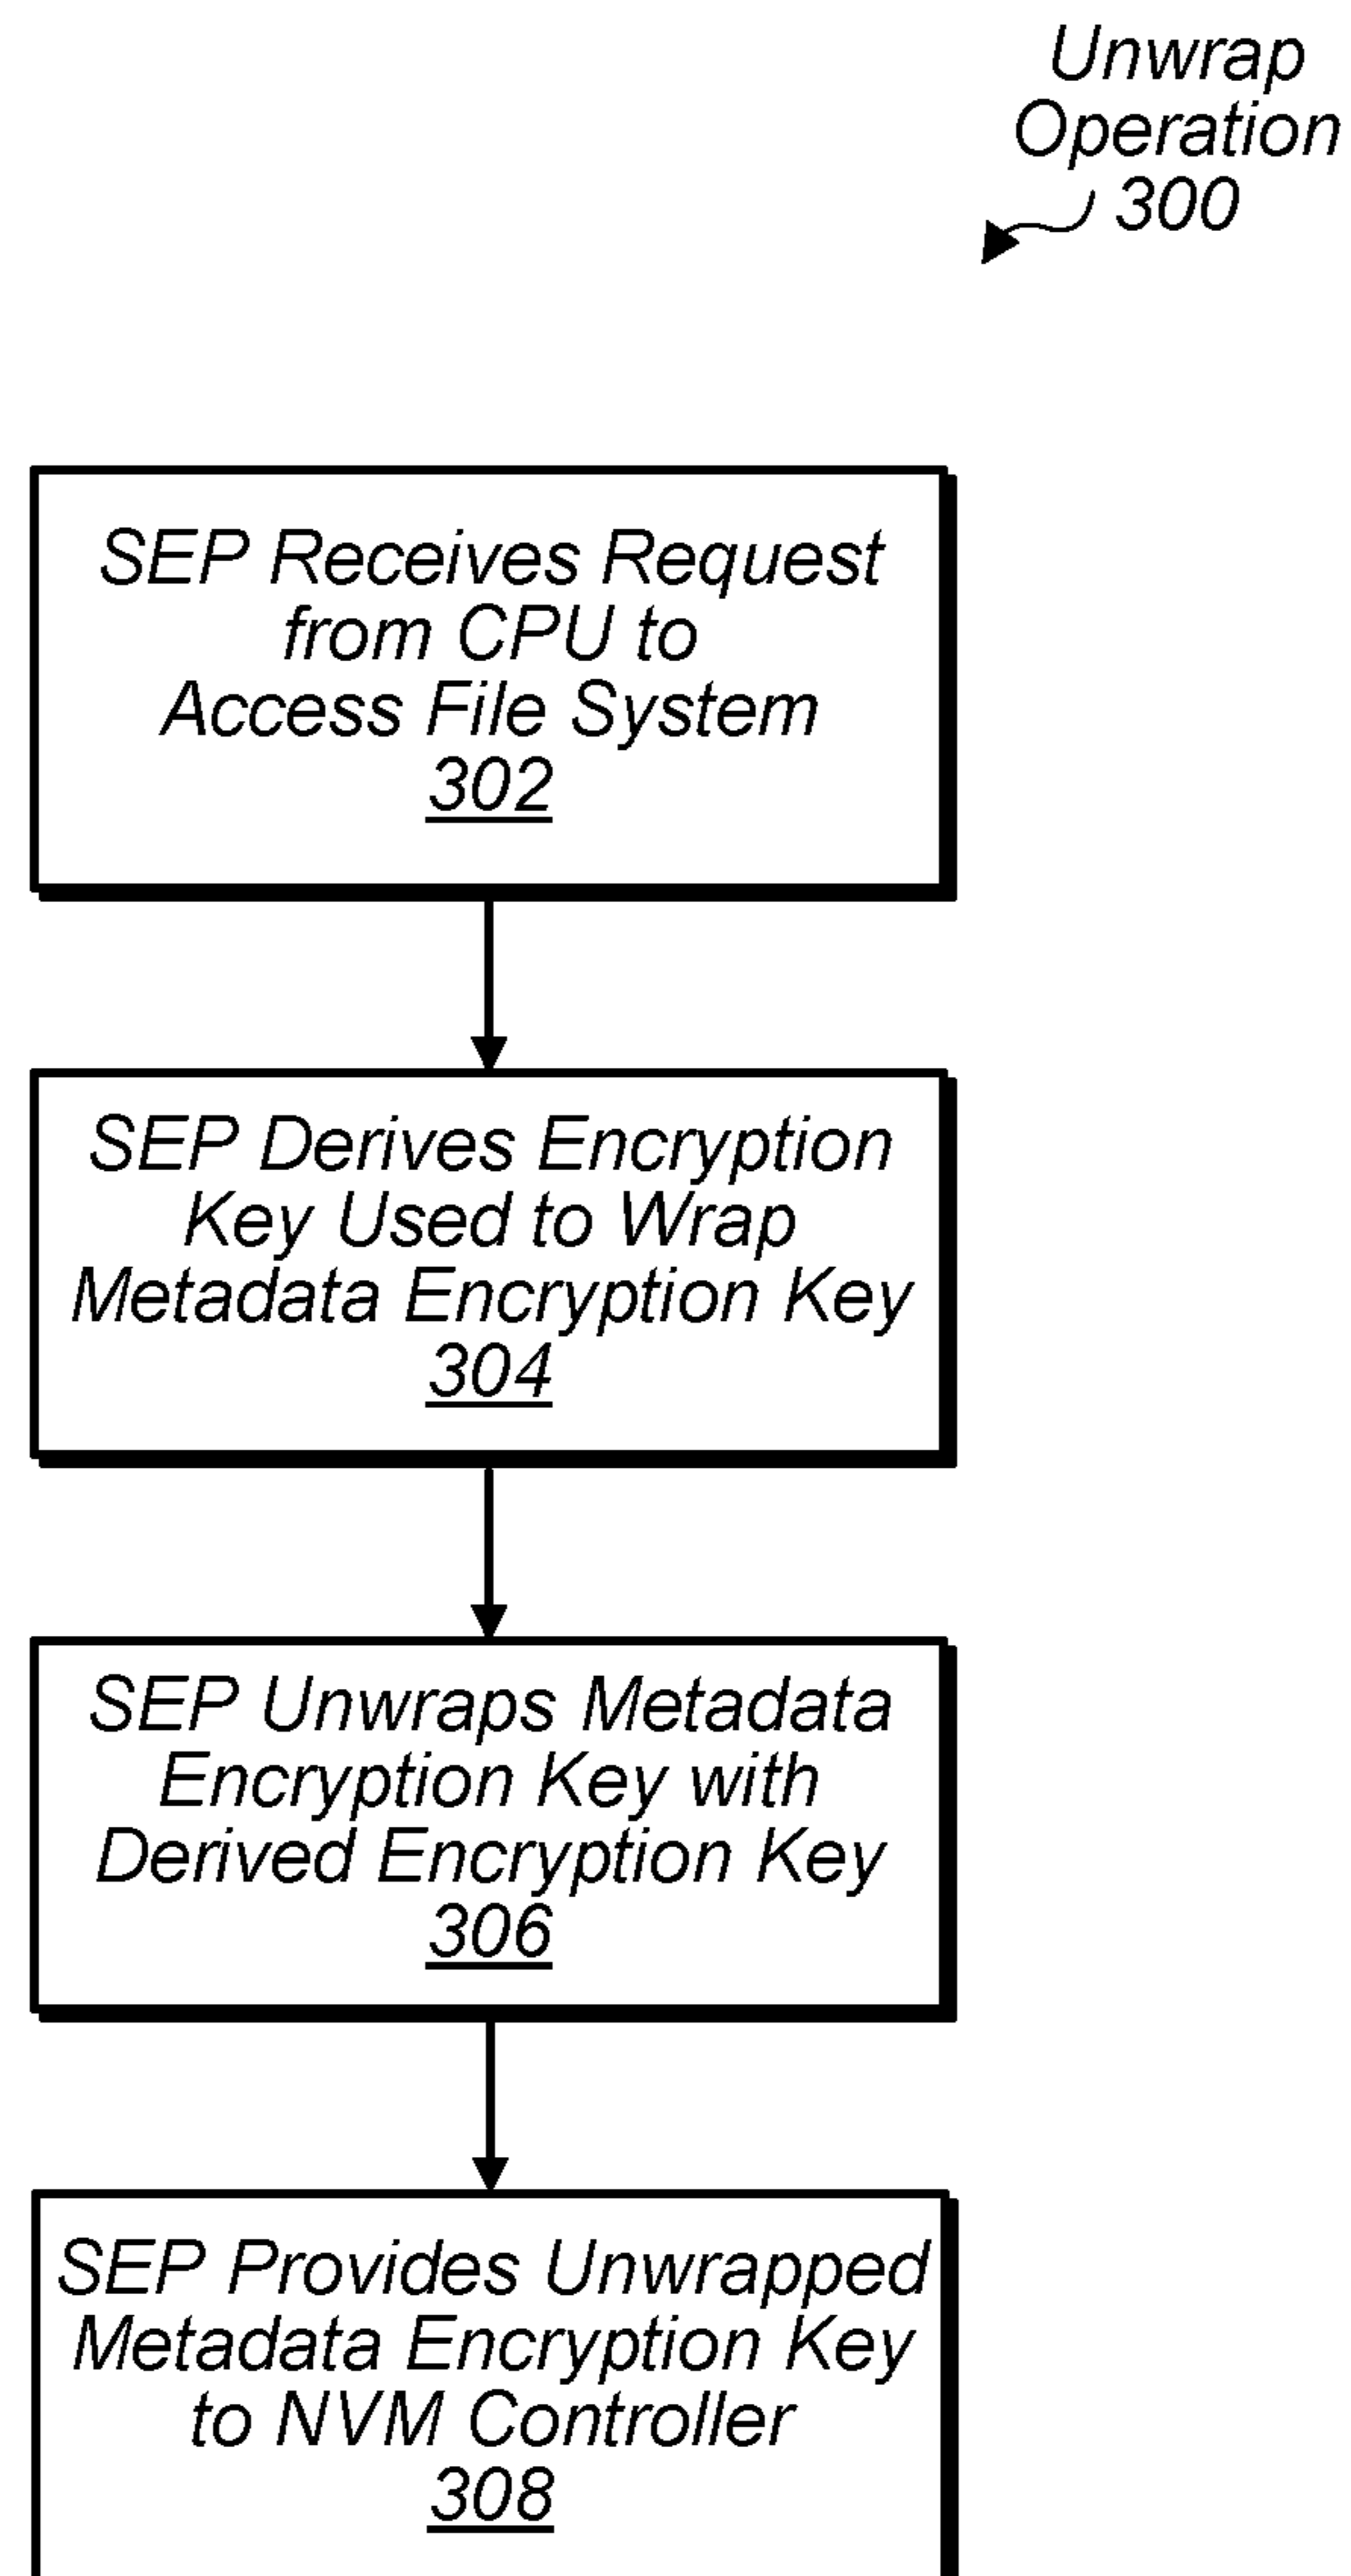 Unwrap
Operation
300
SEP Receives Request
from CPU to
Access File System
302
SEP Derives Encryption
Key Used to Wrap
Metadata Encryption Key
304
SEP Unwraps Metadata
Encryption Key with
Derived Encryption Key
306
SEP Provides Unwrapped
Metadata Encryption Key
to NVM Controller
308